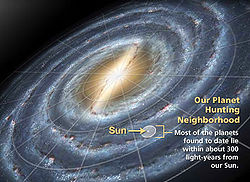 Our Planet
Hunting
Neighborhood
Sun
Most of the planets
found to date lie
within about 300
light-years from
our Sun.